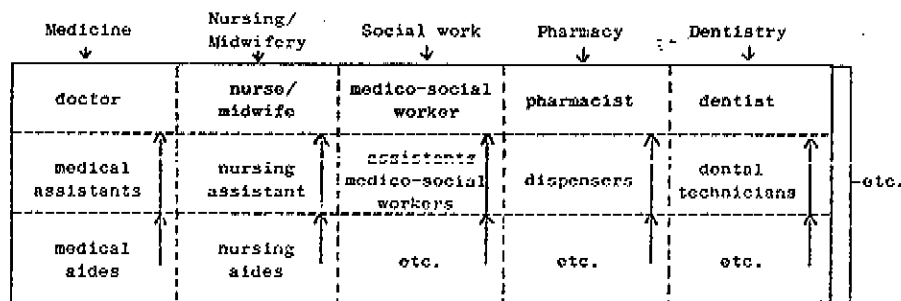 Medicine Nursing/ Midwifery Social work Pharmacy Dentistry
doctor nurse/ midwife medico-social worker pharmacist dentist
medical assistants nursing assistant assistants medico-social workers dispensers dontal technicians
etc.
medical aides nursing aides etc. etc. etc.